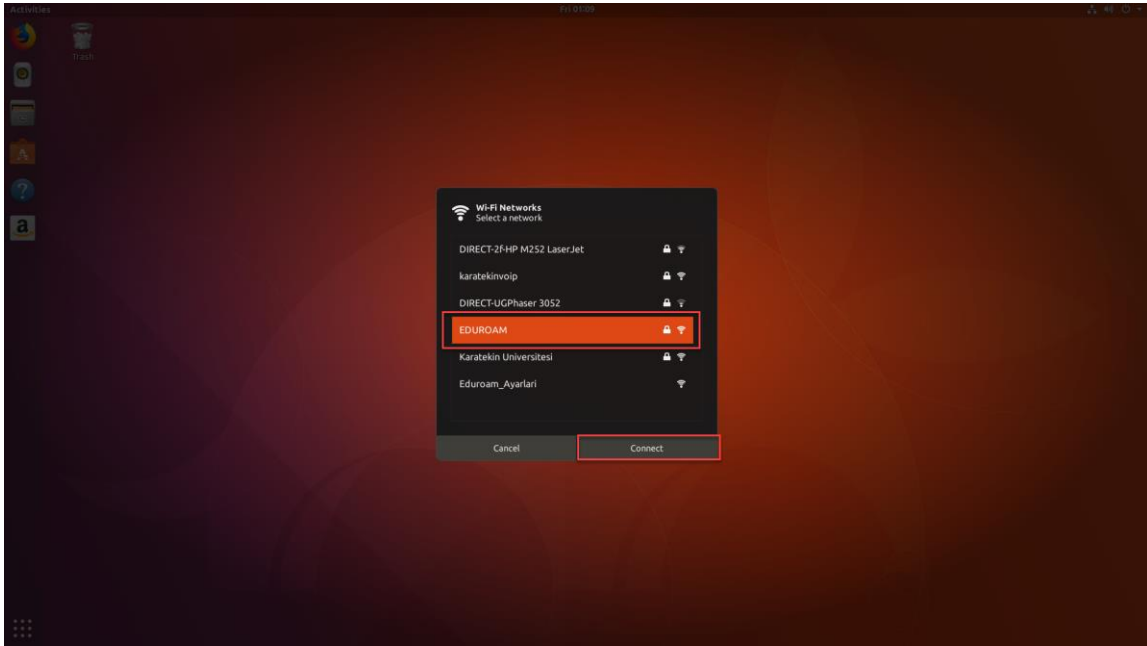 Activities
Fri 01:09
Trash
Wi-Fi Networks
Select a network
DIRECT-2f-HP M252 LaserJet
karatekinvoip
DIRECT-UGPhaser 3052
EDUROAM
Karatekin Universitesi
Eduroam_Ayarlari
Cancel
Connect